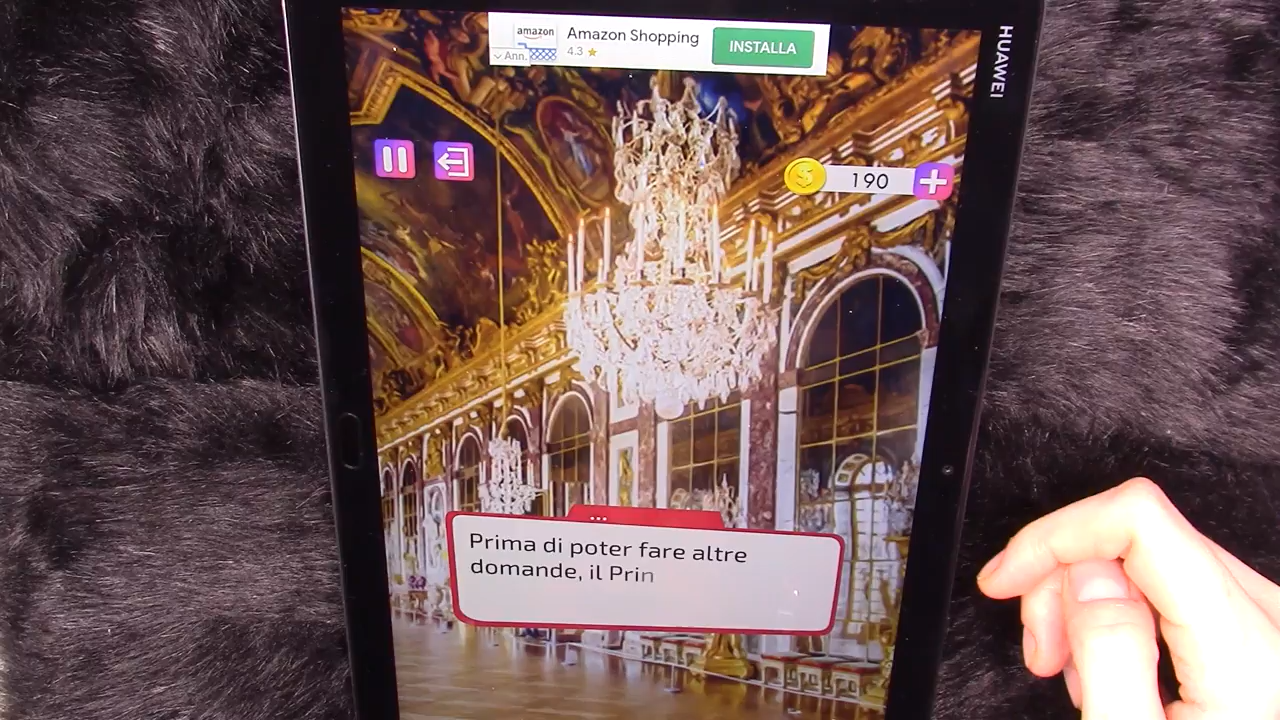 amazon
Amazon Shopping
4.3
Ann.
INSTALLA
HUAWEI
190
...
Prima di poter fare altre
domande, il Prin